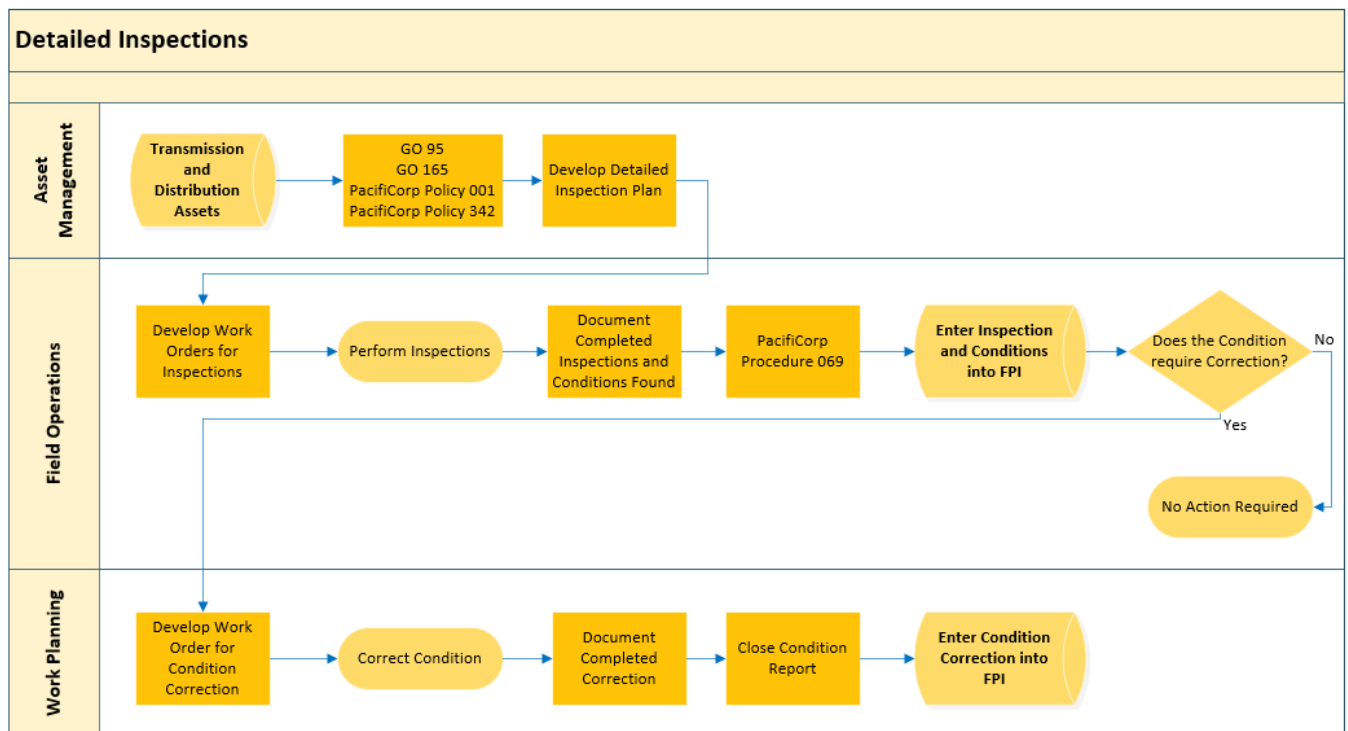 Detailed Inspections
Asset
Management
Transmission
and
Distribution
Assets
GO 95
GO 165
PacifiCorp Policy 001
PacifiCorp Policy 342
Develop Detailed
Inspection Plan
Field Operations
Develop Work
Orders for
Inspections
Perform Inspections
Document
Completed
Inspections and
Conditions Found
PacifiCorp
Procedure 069
Enter Inspection
and Conditions
into FPI
Does the Condition
require Correction?
No
Yes
No Action Required
Work Planning
Develop Work
Order for
Condition
Correction
Correct Condition
Document
Completed
Correction
Close Condition
Report
Enter Condition
Correction into
FPI